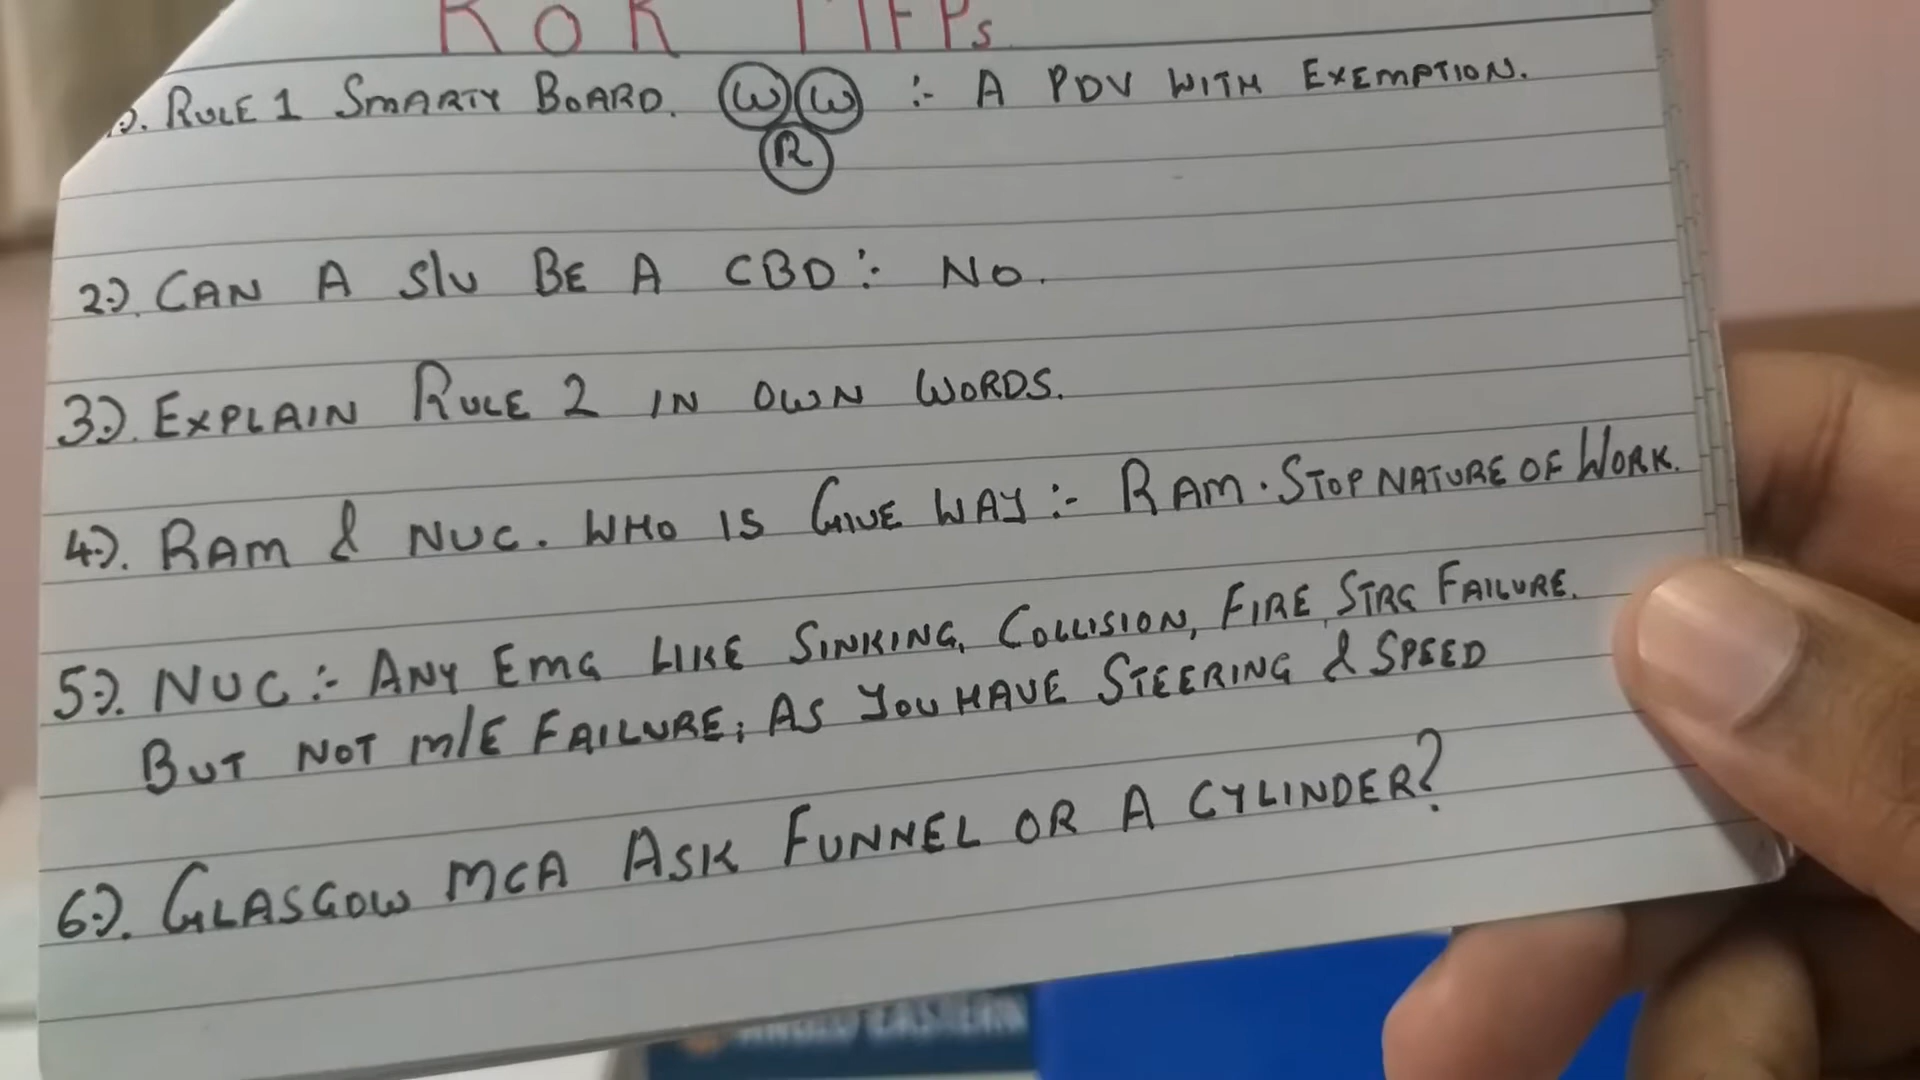 ROR TIPPs
1). RULE 1 SMARTY BOARD. W W :- A PDV WITH EXEMPTION.
R
2:). CAN A S/V BE A CBD :- NO.
3:). EXPLAIN RULE 2 IN OWN WORDS.
4:). RAM & NUC. WHO IS GIVE WAY :- RAM. STOP NATURE OF WORK.
5:). NUC :- ANY EMG LIKE SINKING, COLLISION, FIRE, STRG FAILURE.
BUT NOT M/E FAILURE; AS YOU HAVE STEERING & SPEED
6:). GLASGOW MCA ASK FUNNEL OR A CYLINDER?
ANGLO EASTERN